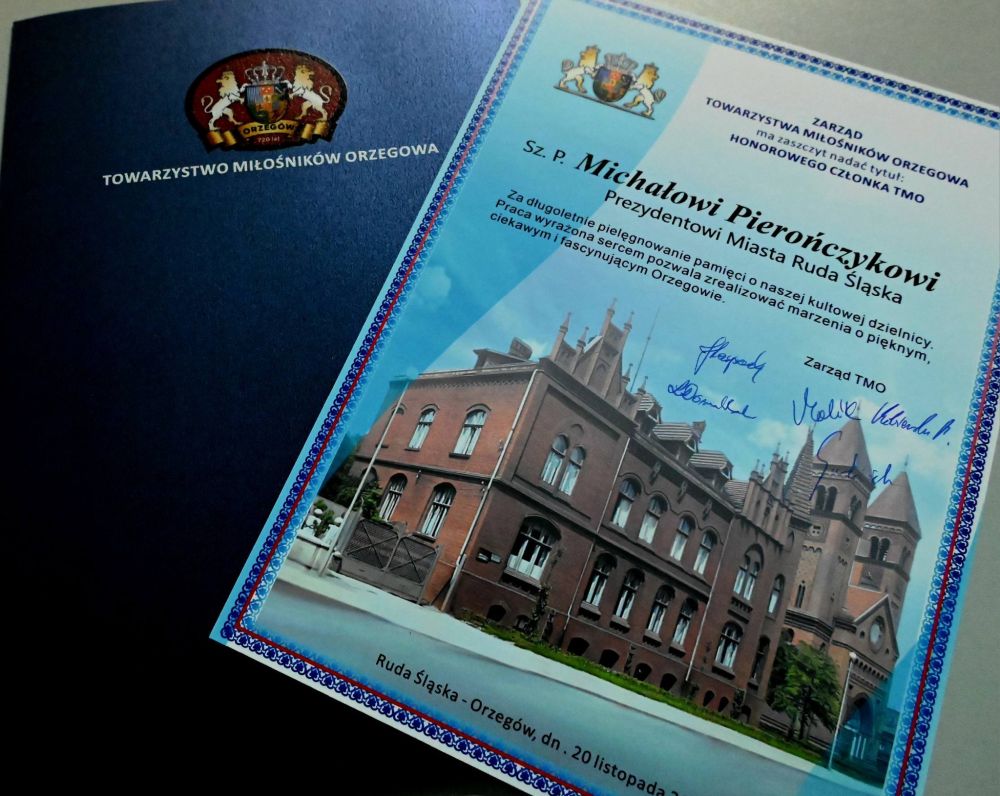 ORZEGÓW
720 lat
TOWARZYSTWO MIŁOŚNIKÓW ORZEGOWA
ZARZĄD
TOWARZYSTWA MIŁOŚNIKÓW ORZEGOWA
ma zaszczyt nadać tytuł:
HONOROWEGO CZŁONKA TMO
Sz. P. Michałowi Pierończykowi
Prezydentowi Miasta Ruda Śląska
Za długoletnie pielęgnowanie pamięci o naszej kultowej dzielnicy.
Praca wyrażona sercem pozwala zrealizować marzenia o pięknym,
ciekawym i fascynującym Orzegowie.
Zarząd TMO
Ruda Śląska - Orzegów, dn. 20 listopada